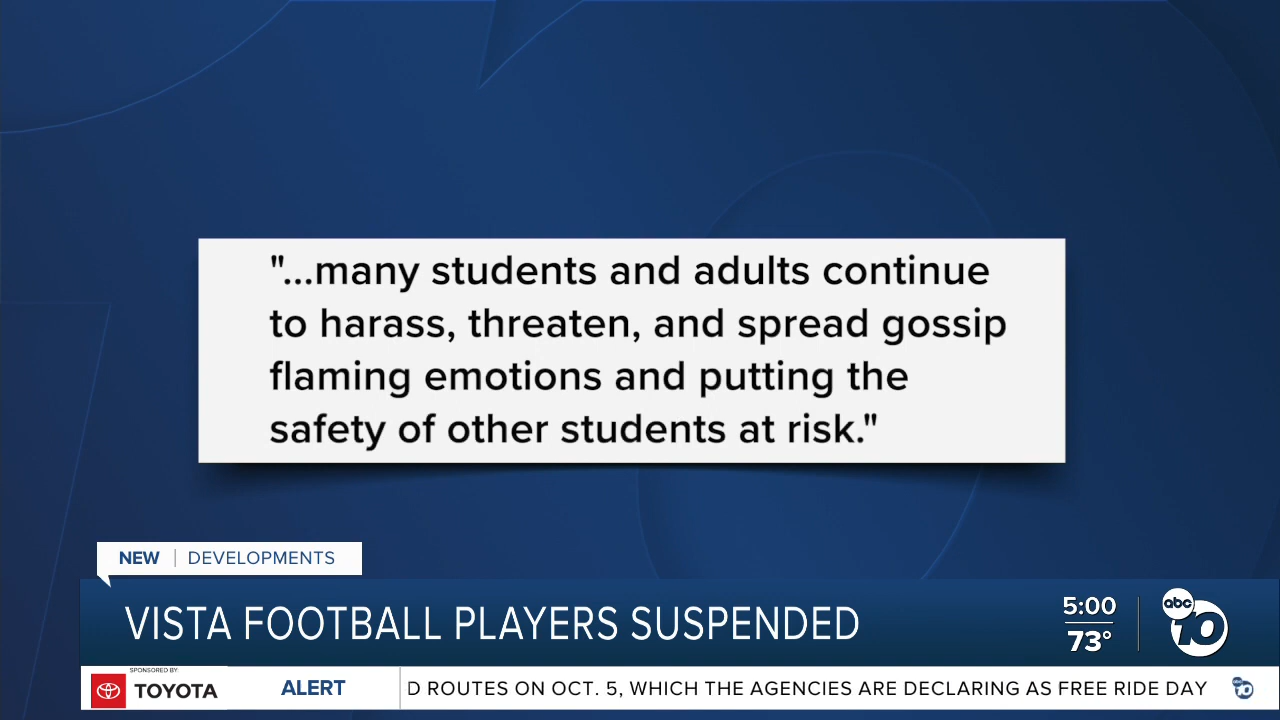 "...many students and adults continue
to harass, threaten, and spread gossip
flaming emotions and putting the
safety of other students at risk."
NEW | DEVELOPMENTS
VISTA FOOTBALL PLAYERS SUSPENDED
5:00
73°
abc
10
SPONSORED BY:
TOYOTA
ALERT
D ROUTES ON OCT. 5, WHICH THE AGENCIES ARE DECLARING AS FREE RIDE DAY
abc
10